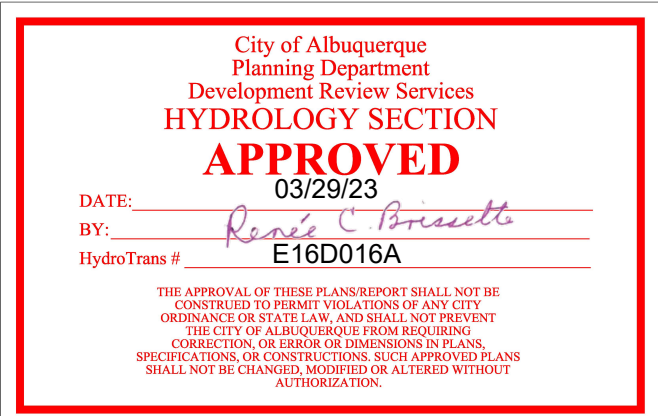 City of Albuquerque
Planning Department
Development Review Services
HYDROLOGY SECTION
APPROVED
DATE: 03/29/23
BY: Renée C. Brissette
HydroTrans # E16D016A
THE APPROVAL OF THESE PLANS/REPORT SHALL NOT BE
CONSTRUED TO PERMIT VIOLATIONS OF ANY CITY
ORDINANCE OR STATE LAW, AND SHALL NOT PREVENT
THE CITY OF ALBUQUERQUE FROM REQUIRING
CORRECTION, OR ERROR OR DIMENSIONS IN PLANS,
SPECIFICATIONS, OR CONSTRUCTIONS. SUCH APPROVED PLANS
SHALL NOT BE CHANGED, MODIFIED OR ALTERED WITHOUT
AUTHORIZATION.